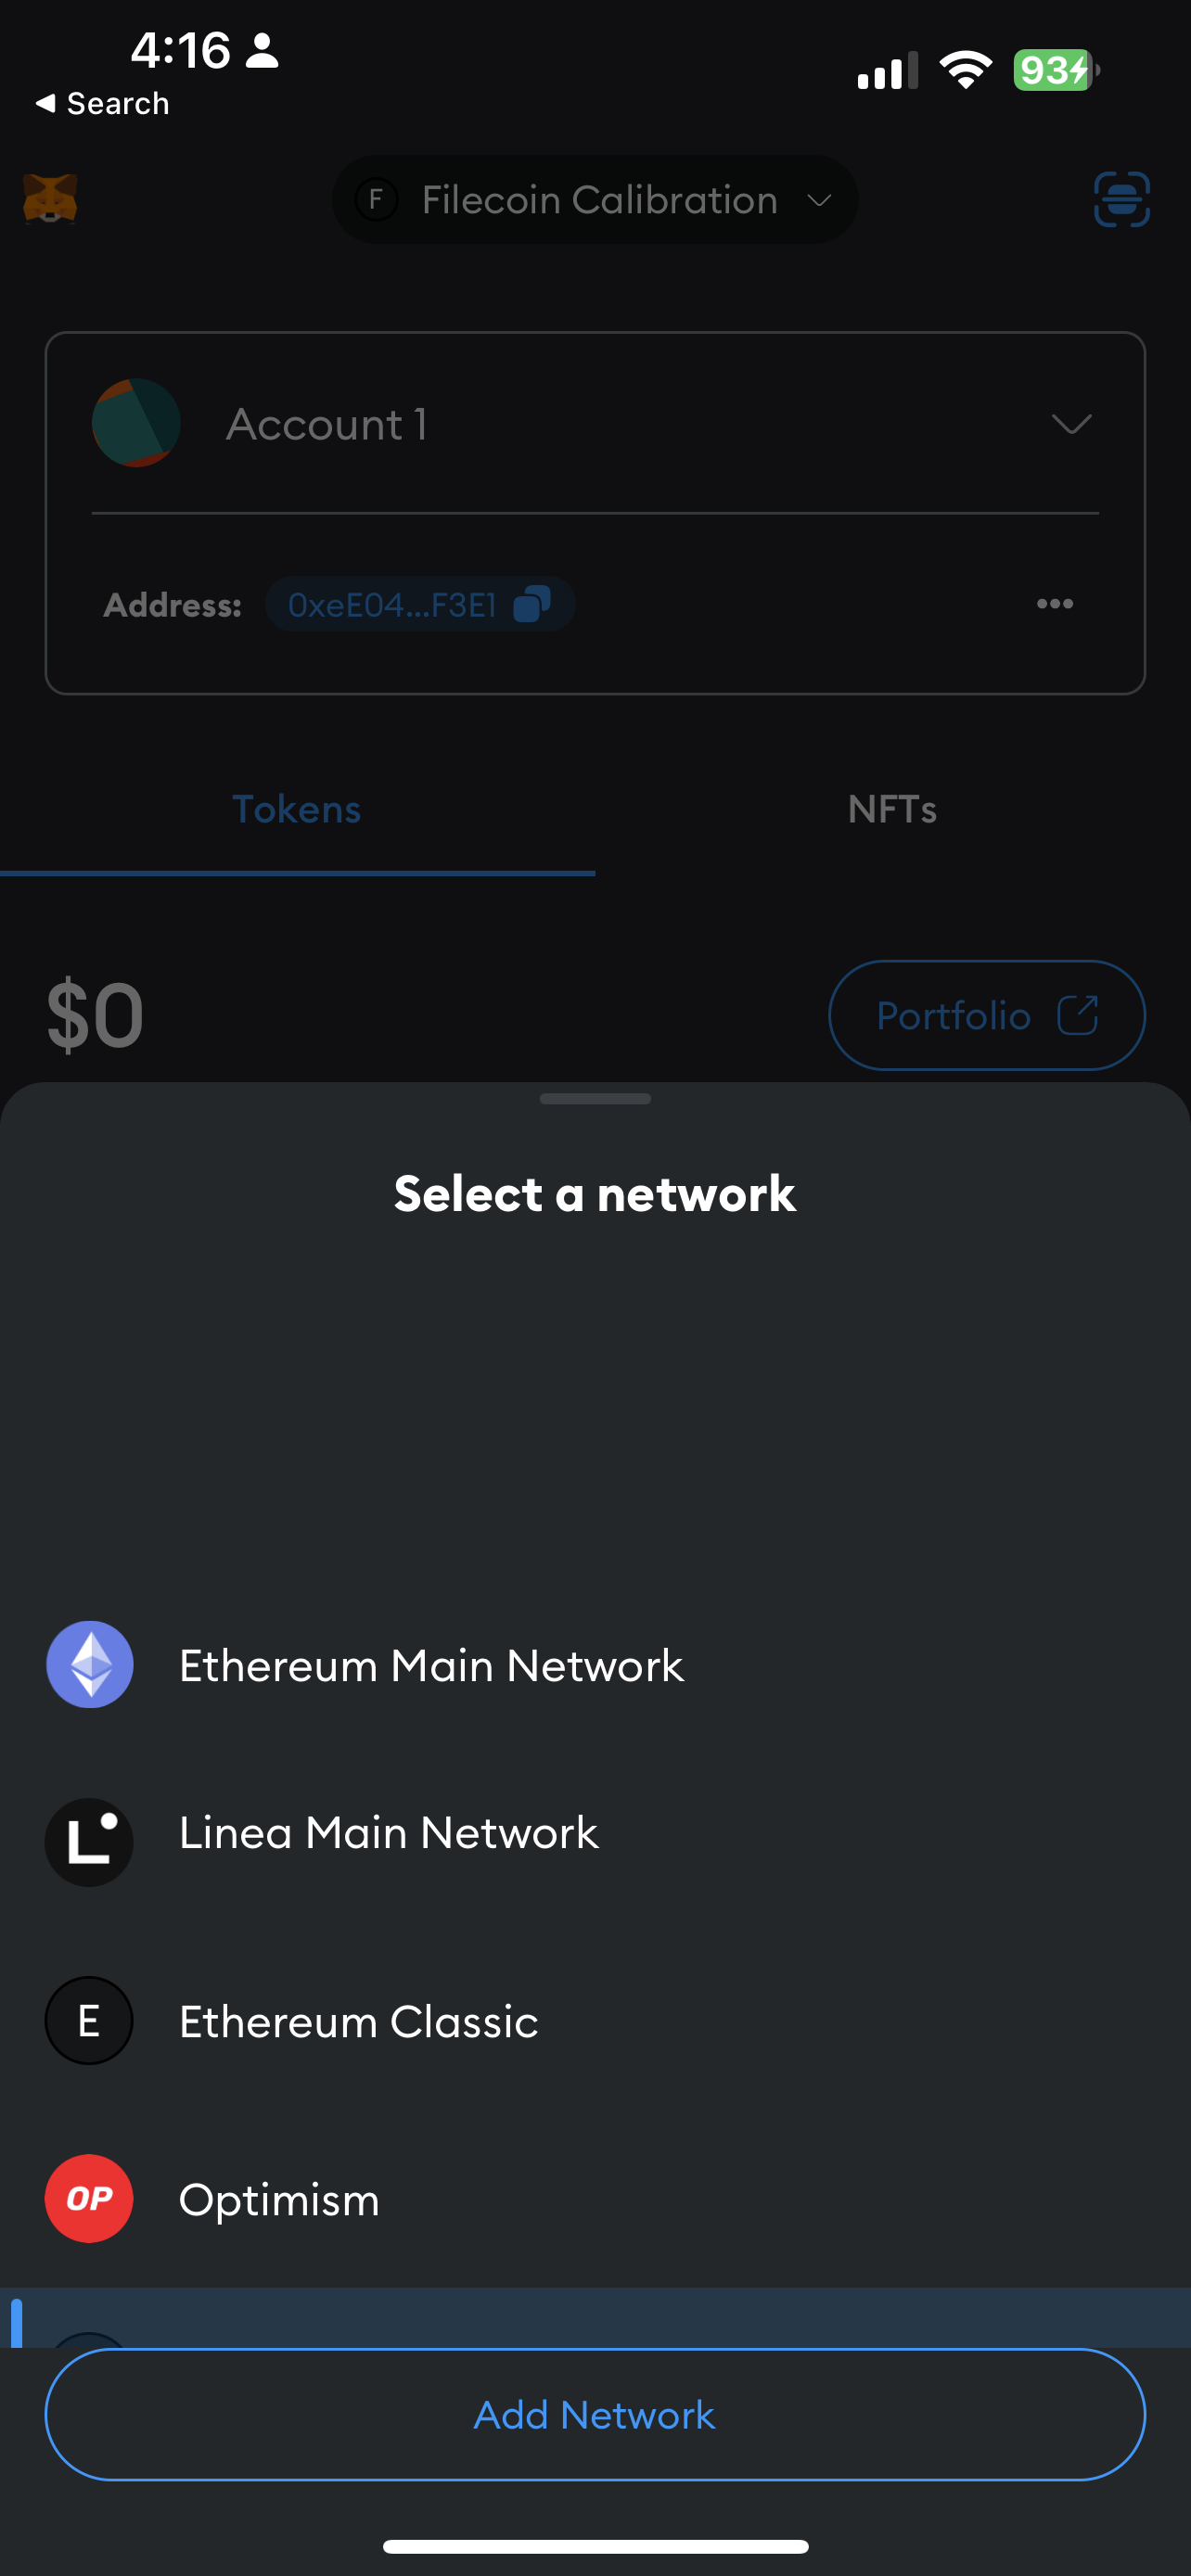 4:16
93
◀ Search
F Filecoin Calibration
Account 1
Address: 0xeE04...F3E1
Tokens NFTs
$0 Portfolio
Select a network
Ethereum Main Network
L Linea Main Network
E Ethereum Classic
OP Optimism
Add Network